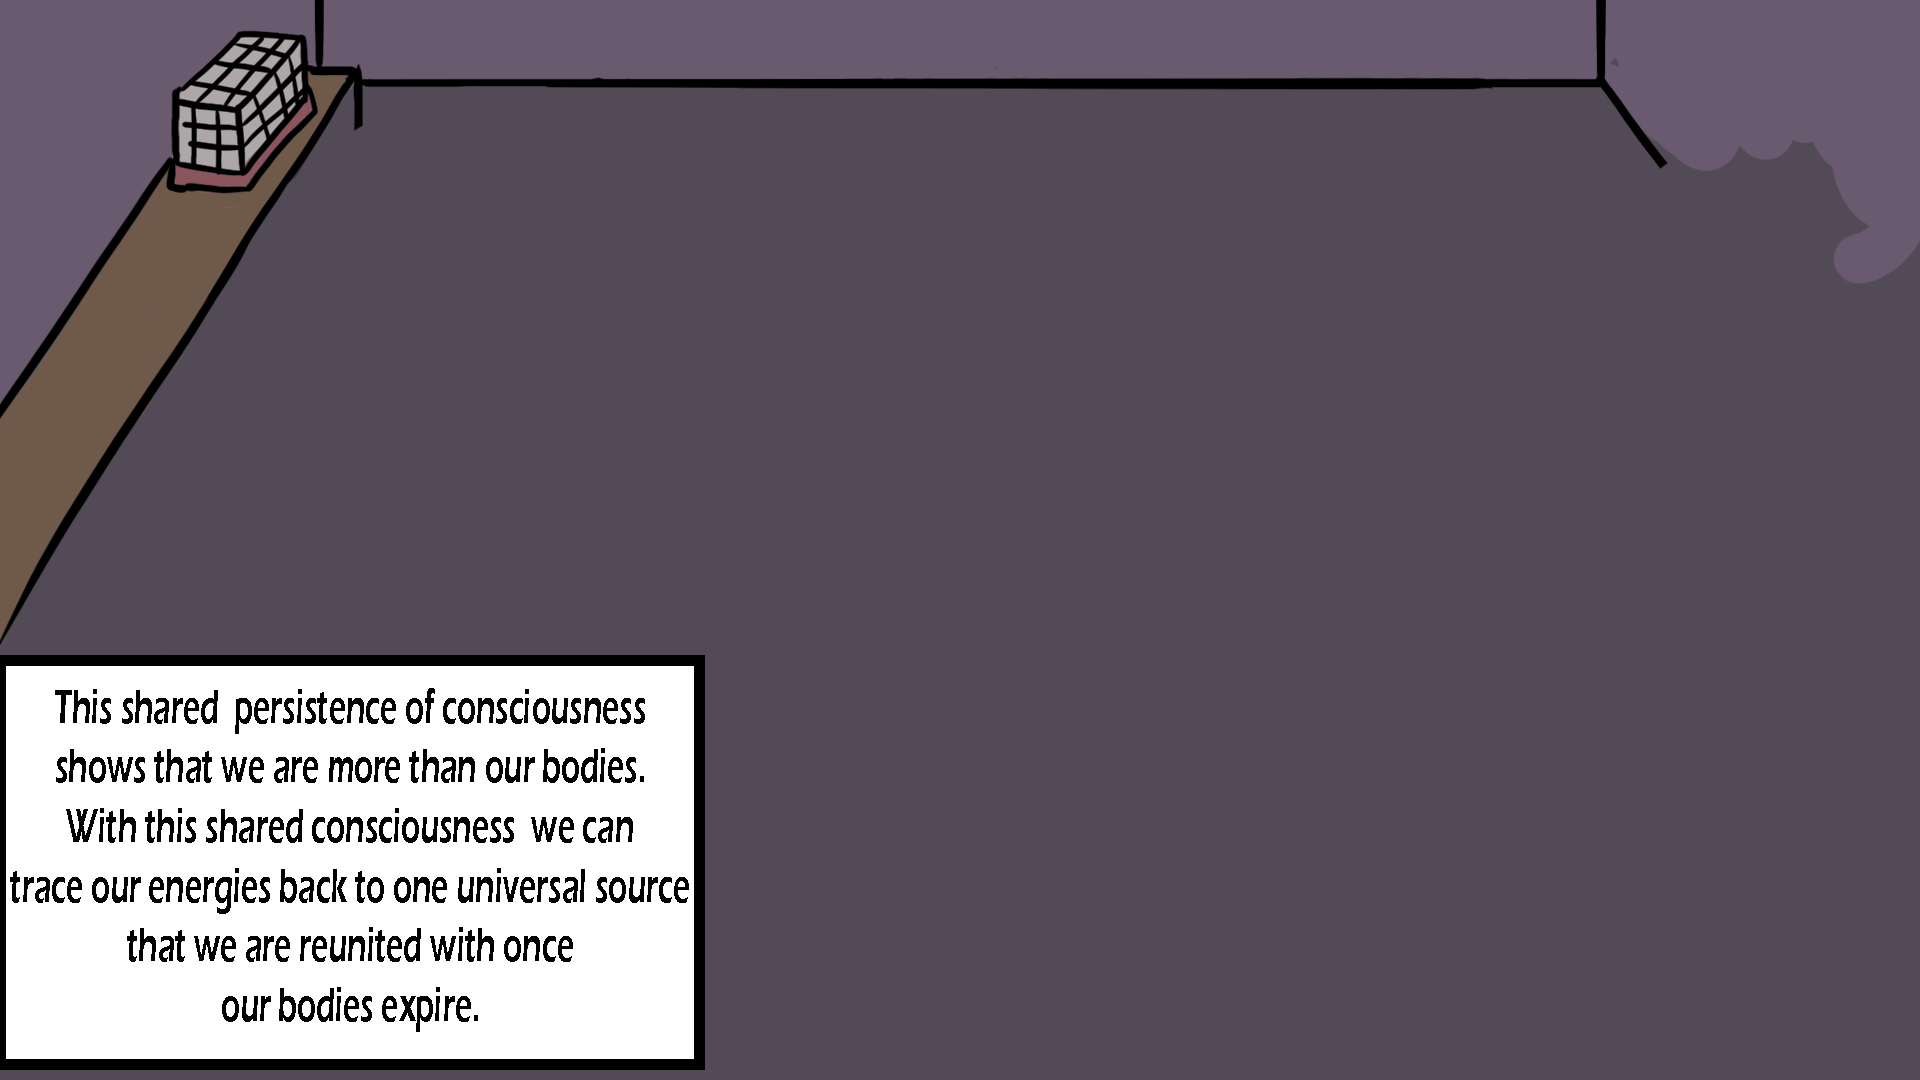 This shared  persistence of consciousness
shows that we are more than our bodies.
With this shared consciousness  we can
trace our energies back to one universal source
that we are reunited with once
our bodies expire.